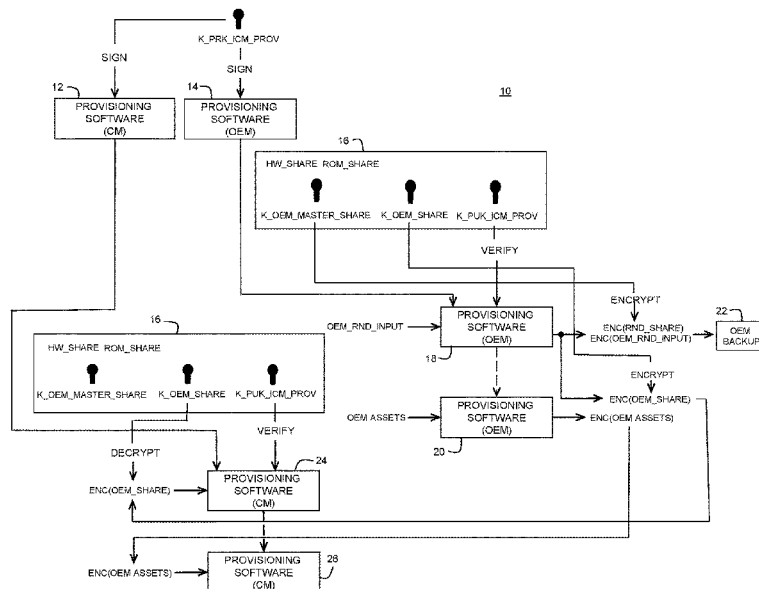 K_PRK_ICM_PROV
SIGN
SIGN
12
14
10
PROVISIONING
SOFTWARE
(CM)
PROVISIONING
SOFTWARE
(OEM)
16
HW_SHARE ROM_SHARE
K_OEM_MASTER_SHARE K_OEM_SHARE K_PUK_ICM_PROV
VERIFY
ENCRYPT
22
OEM_RND_INPUT
PROVISIONING
SOFTWARE
(OEM)
18
ENC(RND_SHARE)
ENC(OEM_RND_INPUT)
OEM
BACKUP
16
HW_SHARE ROM_SHARE
K_OEM_MASTER_SHARE K_OEM_SHARE K_PUK_ICM_PROV
ENCRYPT
ENC(OEM_SHARE)
OEM ASSETS
PROVISIONING
SOFTWARE
(OEM)
20
ENC(OEM ASSETS)
VERIFY
DECRYPT
24
ENC(OEM_SHARE)
PROVISIONING
SOFTWARE
(CM)
ENC(OEM ASSETS)
PROVISIONING
SOFTWARE
(CM)
26